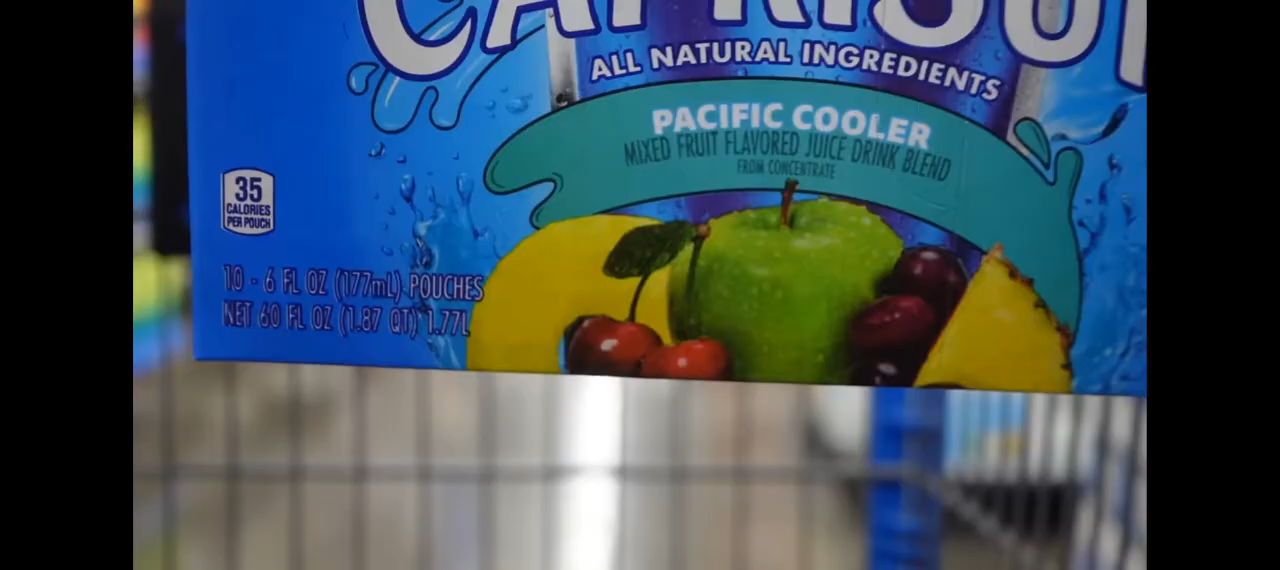 CAPRISU
ALL NATURAL INGREDIENTS
PACIFIC COOLER
MIXED FRUIT FLAVORED JUICE DRINK BLEND
FROM CONCENTRATE
35
CALORIES
PER POUCH
10 - 6 FL OZ (177mL) POUCHES
NET 60 FL OZ (1.87 QT) 1.77L